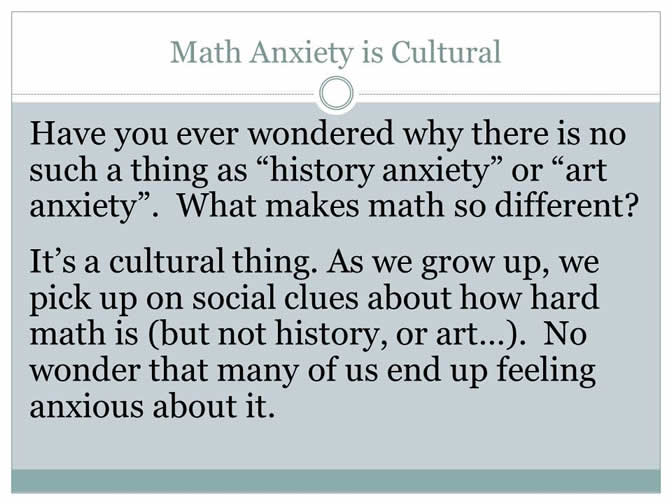 Math Anxiety is Cultural
Have you ever wondered why there is no
such a thing as “history anxiety” or “art
anxiety”.  What makes math so different?
It’s a cultural thing. As we grow up, we
pick up on social clues about how hard
math is (but not history, or art…).  No
wonder that many of us end up feeling
anxious about it.